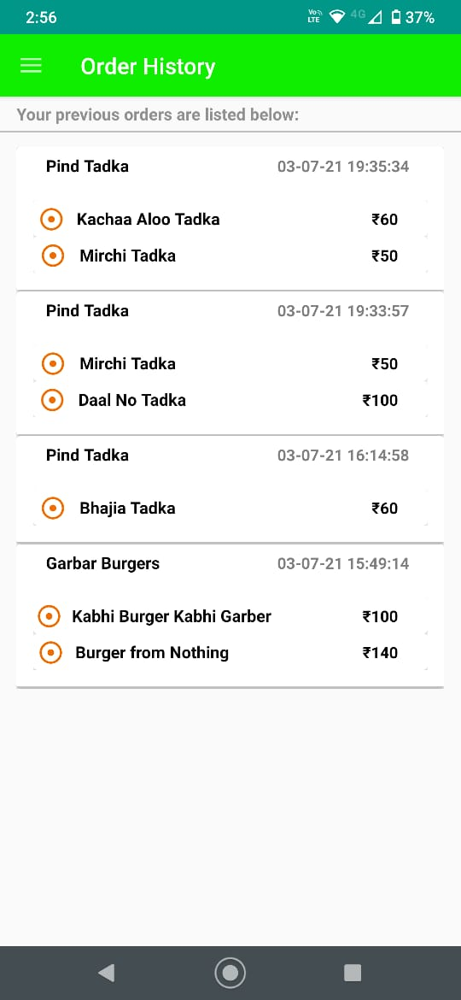 2:56 Vo LTE 4G 37%
Order History
Your previous orders are listed below:
Pind Tadka 03-07-21 19:35:34
Kachaa Aloo Tadka ₹60
Mirchi Tadka ₹50
Pind Tadka 03-07-21 19:33:57
Mirchi Tadka ₹50
Daal No Tadka ₹100
Pind Tadka 03-07-21 16:14:58
Bhajia Tadka ₹60
Garbar Burgers 03-07-21 15:49:14
Kabhi Burger Kabhi Garber ₹100
Burger from Nothing ₹140